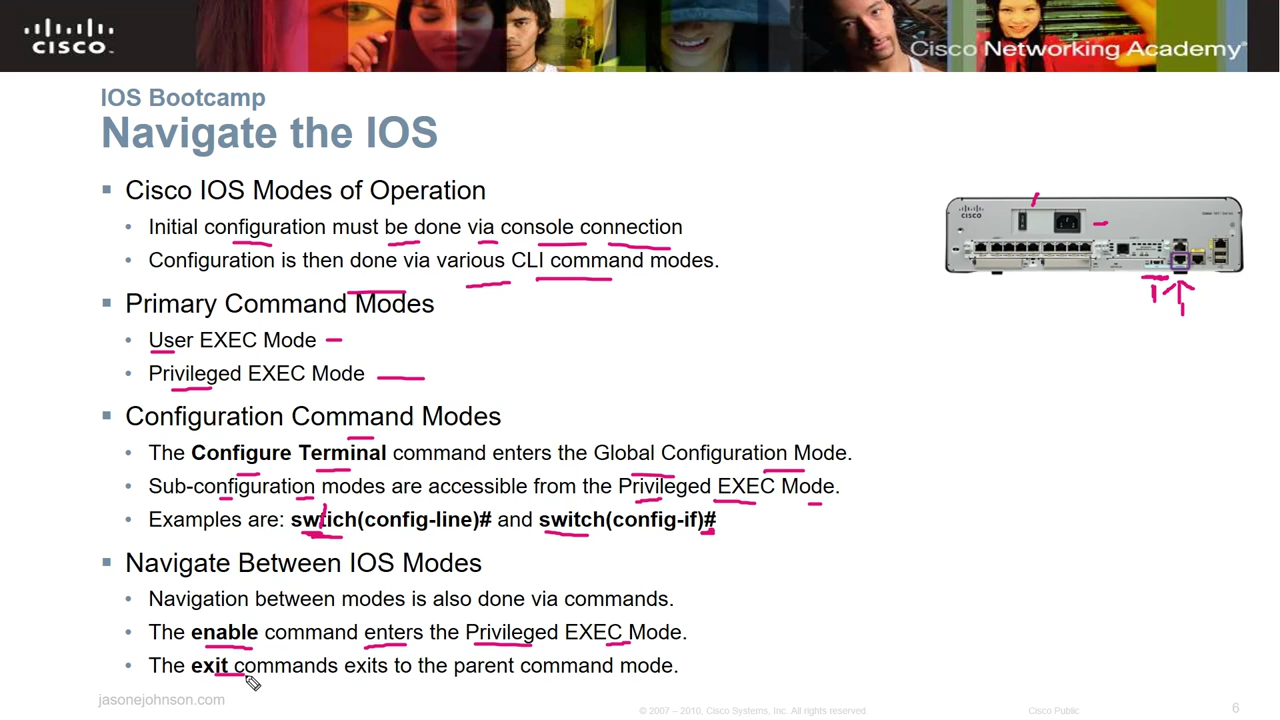 CISCO
Cisco Networking Academy
IOS Bootcamp
Navigate the IOS
Cisco IOS Modes of Operation
Initial configuration must be done via console connection
Configuration is then done via various CLI command modes.
Primary Command Modes
User EXEC Mode
Privileged EXEC Mode
Configuration Command Modes
The Configure Terminal command enters the Global Configuration Mode.
Sub-configuration modes are accessible from the Privileged EXEC Mode.
Examples are: swtich(config-line)# and switch(config-if)#
Navigate Between IOS Modes
Navigation between modes is also done via commands.
The enable command enters the Privileged EXEC Mode.
The exit commands exits to the parent command mode.
CISCO
jasonejohnson.com
© 2007 – 2010, Cisco Systems, Inc. All rights reserved.
Cisco Public
6